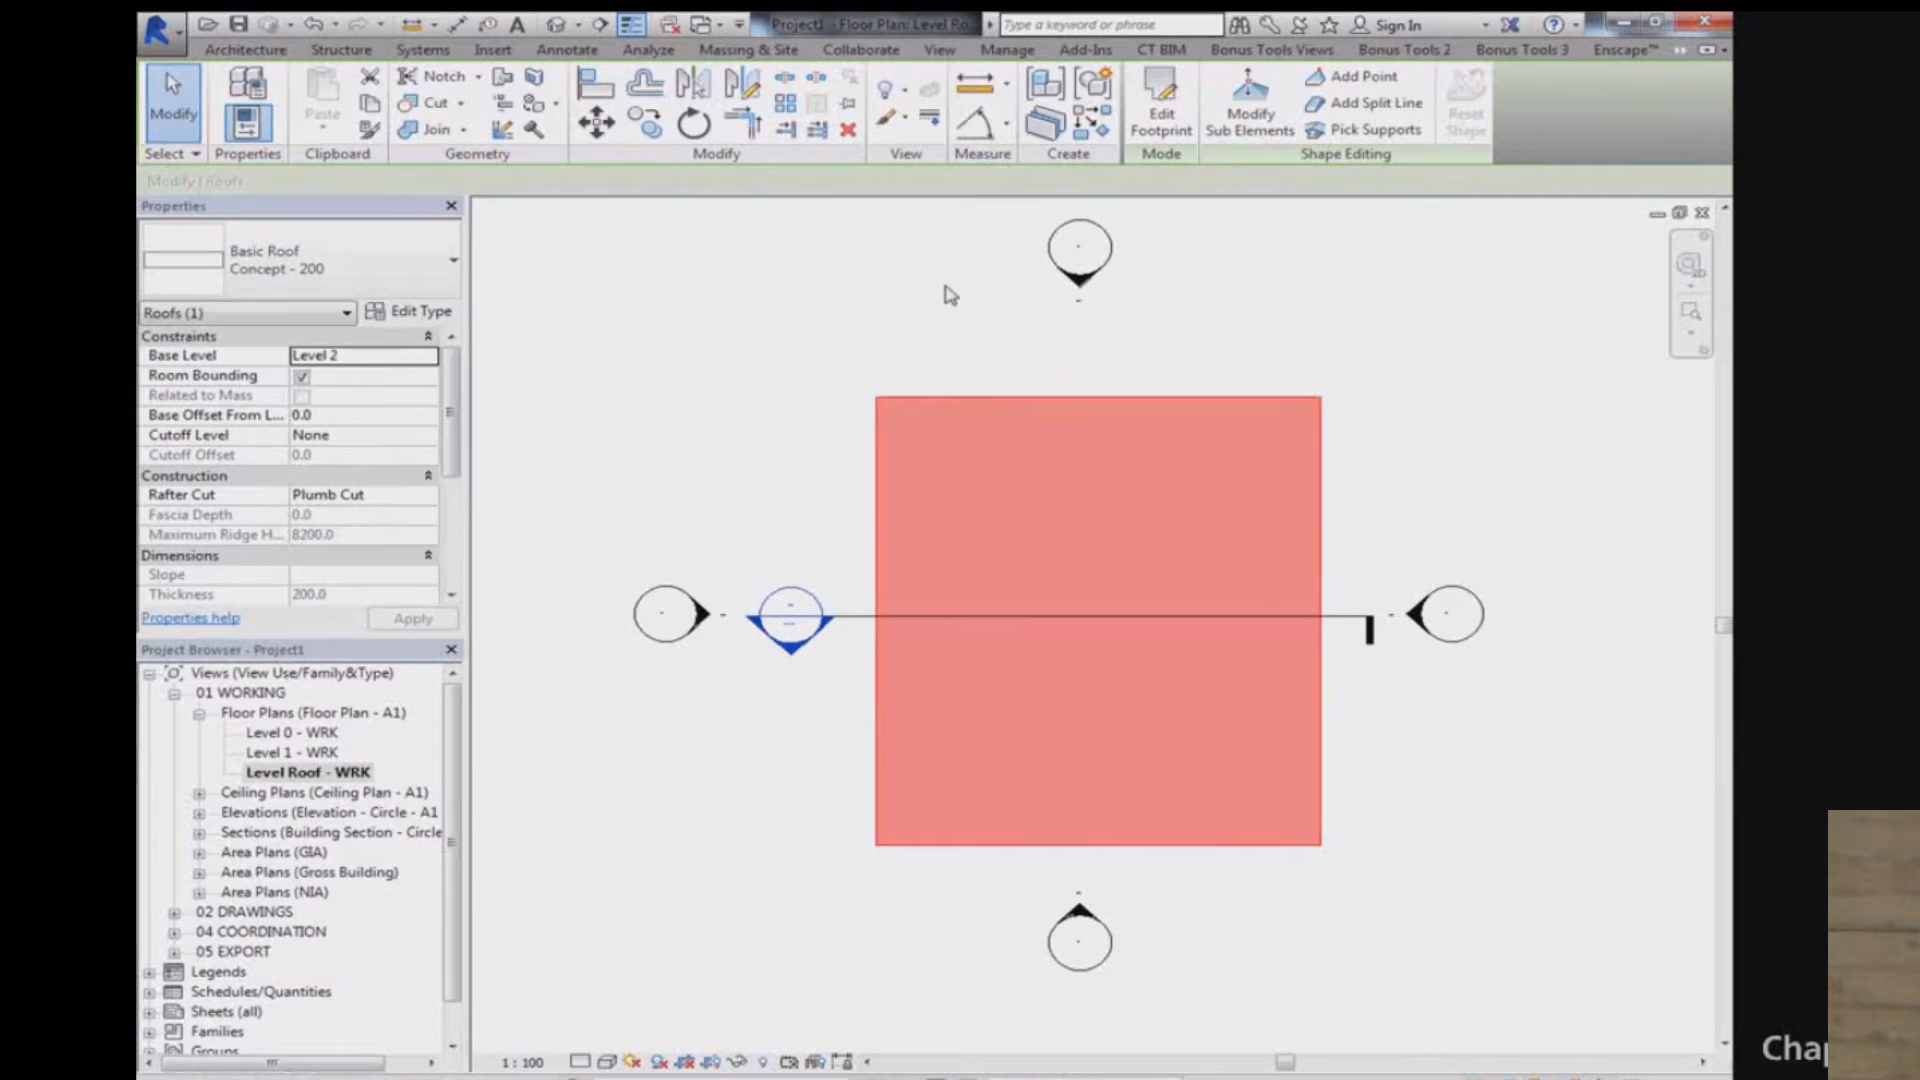 Project1 - Floor Plan: Level Ro...
Type a keyword or phrase
Sign In
Architecture Structure Systems Insert Annotate Analyze Massing & Site Collaborate View Manage Add-Ins CT BIM Bonus Tools Views Bonus Tools 2 Bonus Tools 3 Enscape™
Modify
Paste
Notch
Cut
Join
Edit Footprint
Modify Sub Elements
Add Point
Add Split Line
Pick Supports
Reset Shape
Select Properties Clipboard Geometry Modify View Measure Create Mode Shape Editing
Modify | Roofs
Properties
Basic Roof
Concept - 200
Roofs (1) Edit Type
Constraints
Base Level Level 2
Room Bounding
Related to Mass
Base Offset From L... 0.0
Cutoff Level None
Cutoff Offset 0.0
Construction
Rafter Cut Plumb Cut
Fascia Depth 0.0
Maximum Ridge H... 8200.0
Dimensions
Slope
Thickness 200.0
Properties help Apply
Project Browser - Project1
Views (View Use/Family&Type)
01 WORKING
Floor Plans (Floor Plan - A1)
Level 0 - WRK
Level 1 - WRK
Level Roof - WRK
Ceiling Plans (Ceiling Plan - A1)
Elevations (Elevation - Circle - A1
Sections (Building Section - Circle
Area Plans (GIA)
Area Plans (Gross Building)
Area Plans (NIA)
02 DRAWINGS
04 COORDINATION
05 EXPORT
Legends
Schedules/Quantities
Sheets (all)
Families
Groups
1 : 100
Chap